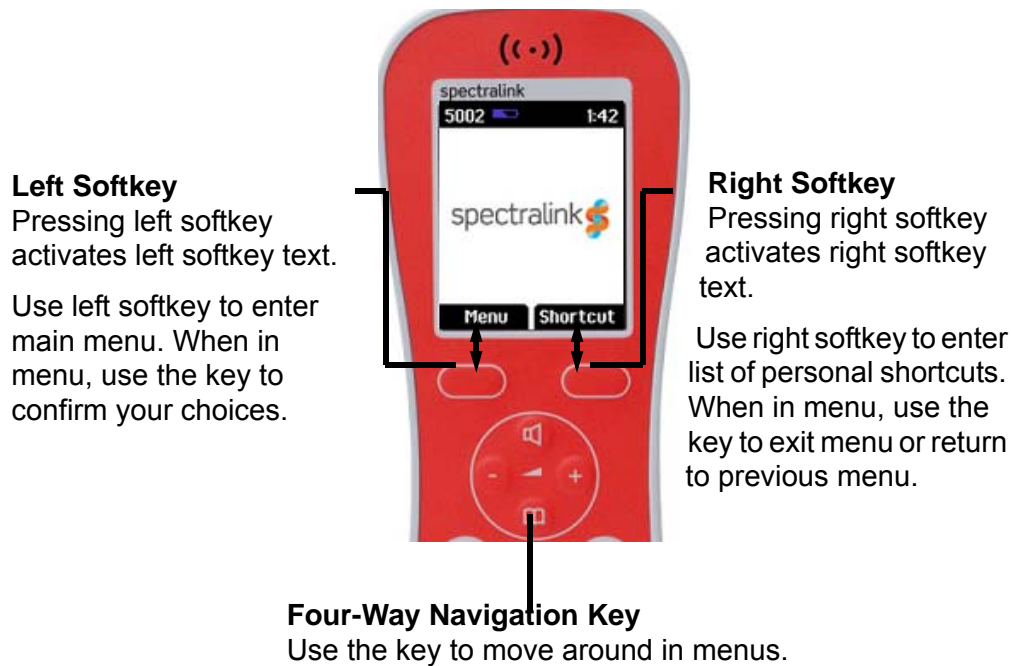 spectralink
5002 1:42
spectralink
Menu Shortcut
- +
Left Softkey
Pressing left softkey
activates left softkey text.
Use left softkey to enter
main menu. When in
menu, use the key to
confirm your choices.
Right Softkey
Pressing right softkey
activates right softkey
text.
Use right softkey to enter
list of personal shortcuts.
When in menu, use the
key to exit menu or return
to previous menu.
Four-Way Navigation Key
Use the key to move around in menus.